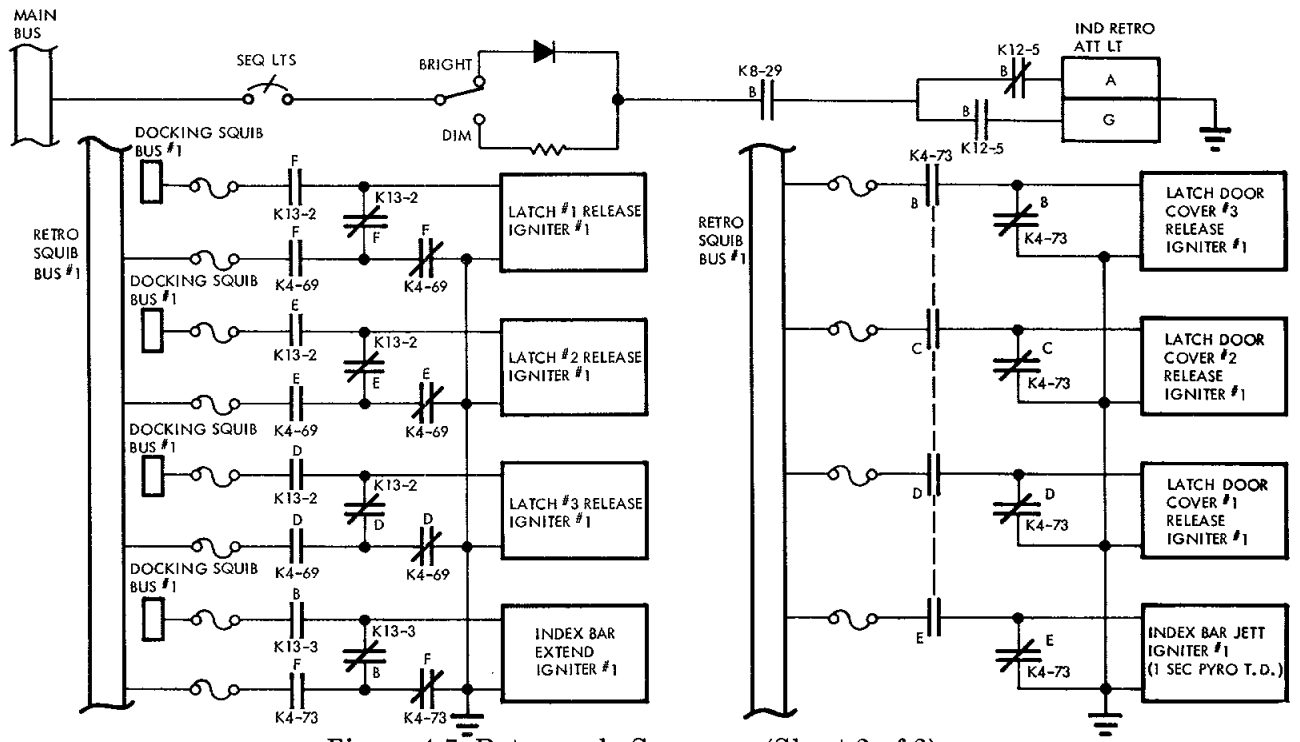 MAIN
BUS
SEQ LTS
BRIGHT
DIM
K8-29
B
K12-5
B
IND RETRO
ATT LT
A
G
B
K12-5
DOCKING SQUIB
BUS #1
F
K13-2
K13-2
F
LATCH #1 RELEASE
IGNITER #1
RETRO
SQUIB
BUS #1
F
K4-69
F
K4-69
DOCKING SQUIB
BUS #1
E
K13-2
K13-2
E
LATCH #2 RELEASE
IGNITER #1
E
K4-69
E
K4-69
DOCKING SQUIB
BUS #1
D
K13-2
K13-2
D
LATCH #3 RELEASE
IGNITER #1
D
K4-69
D
K4-69
DOCKING SQUIB
BUS #1
B
K13-3
K13-3
B
INDEX BAR
EXTEND
IGNITER #1
F
K4-73
F
K4-73
RETRO
SQUIB
BUS #1
K4-73
B
B
K4-73
LATCH DOOR
COVER #3
RELEASE
IGNITER #1
C
C
K4-73
LATCH DOOR
COVER #2
RELEASE
IGNITER #1
D
D
K4-73
LATCH DOOR
COVER #1
RELEASE
IGNITER #1
E
E
K4-73
INDEX BAR JETT
IGNITER #1
(1 SEC PYRO T.D.)